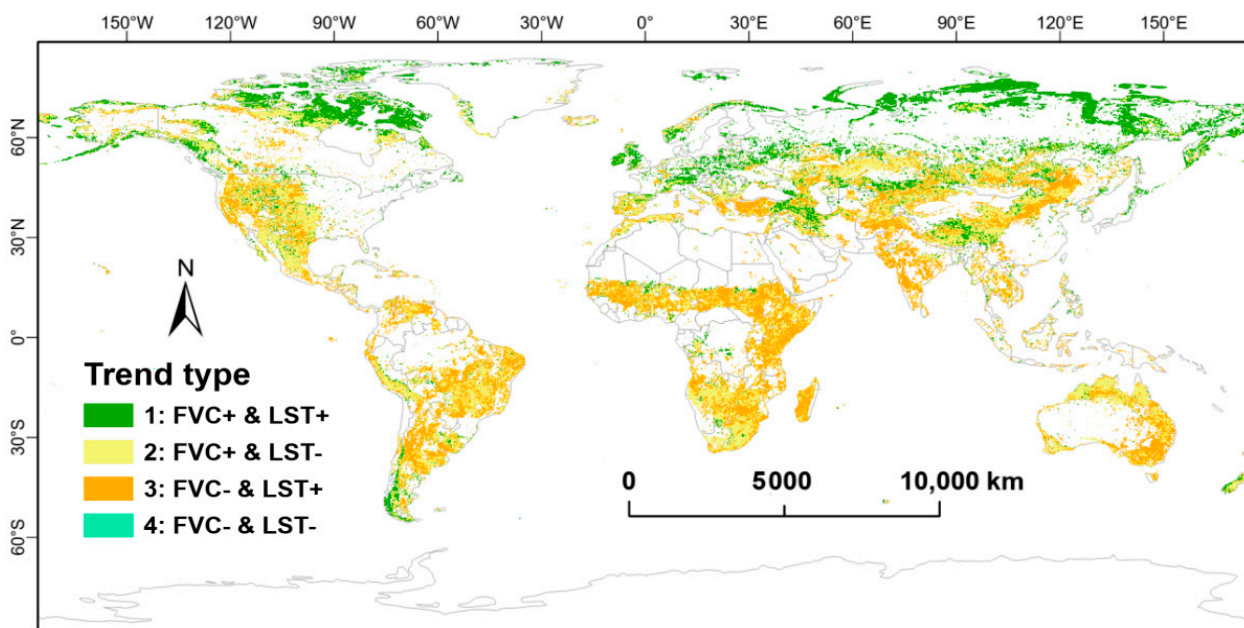 150°W 120°W 90°W 60°W 30°W 0° 30°E 60°E 90°E 120°E 150°E
60°N
30°N
0°
30°S
60°S
N
Trend type
1: FVC+ & LST+
2: FVC+ & LST-
3: FVC- & LST+
4: FVC- & LST-
0 5000 10,000 km